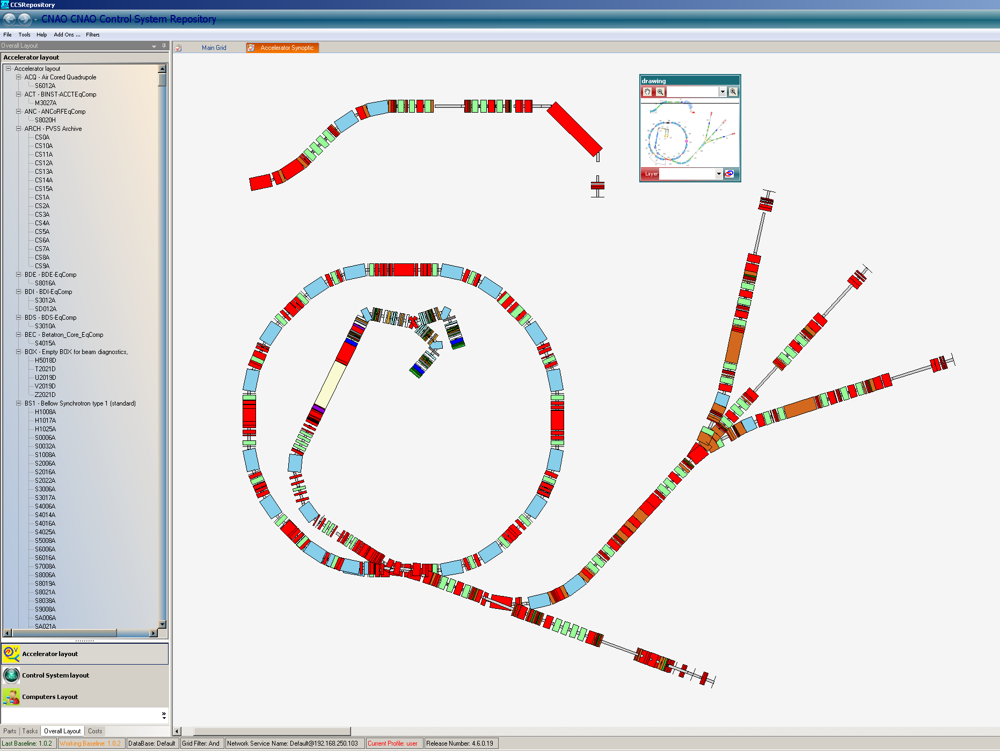 CCSRepository
CNAO CNAO Control System Repository
File Tools Help Add Ons ... Filters
Overall Layout
Accelerator layout
Accelerator layout
ACQ - Air Cored Quadrupole
S6012A
ACT - BINST-ACCTEqComp
M3027A
ANC - ANCoRFEqComp
S8020H
ARCH - PVSS Archive
CS0A
CS10A
CS11A
CS12A
CS13A
CS14A
CS15A
CS1A
CS2A
CS3A
CS4A
CS5A
CS6A
CS7A
CS8A
CS9A
BDE - BDE-EqComp
S8016A
BDI - BDI-EqComp
S3012A
SD012A
BDS - BDS-EqComp
S3010A
BEC - Betatron_Core_EqComp
S4015A
BOX - Empty BOX for beam diagnostics,
H5018D
T2021D
U2019D
V2019D
Z2021D
BS1 - Bellow Synchrotron type 1 (standard)
H1008A
H1017A
H1025A
S0006A
S0032A
S1008A
S2006A
S2016A
S2022A
S3006A
S3017A
S4006A
S4014A
S4016A
S4025A
S5008A
S6006A
S6016A
S7008A
S8006A
S8019A
S8021A
S8038A
S9008A
SA006A
SA021A
Accelerator layout
Control System layout
Computers Layout
Parts Tasks Overall Layout Costs
Main Grid Accelerator Synoptic
drawing
Layer
Last Baseline: 1.0.2 Working Baseline: 1.0.2 DataBase: Default Grid Filter: And Network Service Name: Default@192.168.250.103 Current Profile: user Release Number: 4.6.0.19